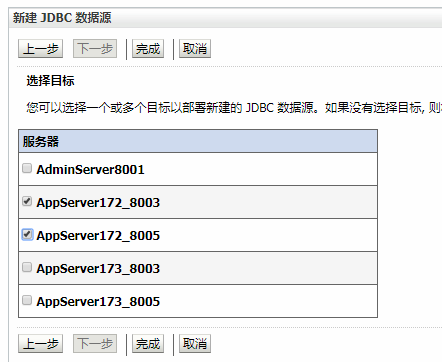 新建 JDBC 数据源
上一步 下一步 完成 取消
选择目标
您可以选择一个或多个目标以部署新建的 JDBC 数据源。如果没有选择目标, 则
服务器
AdminServer8001
AppServer172_8003
AppServer172_8005
AppServer173_8003
AppServer173_8005
上一步 下一步 完成 取消